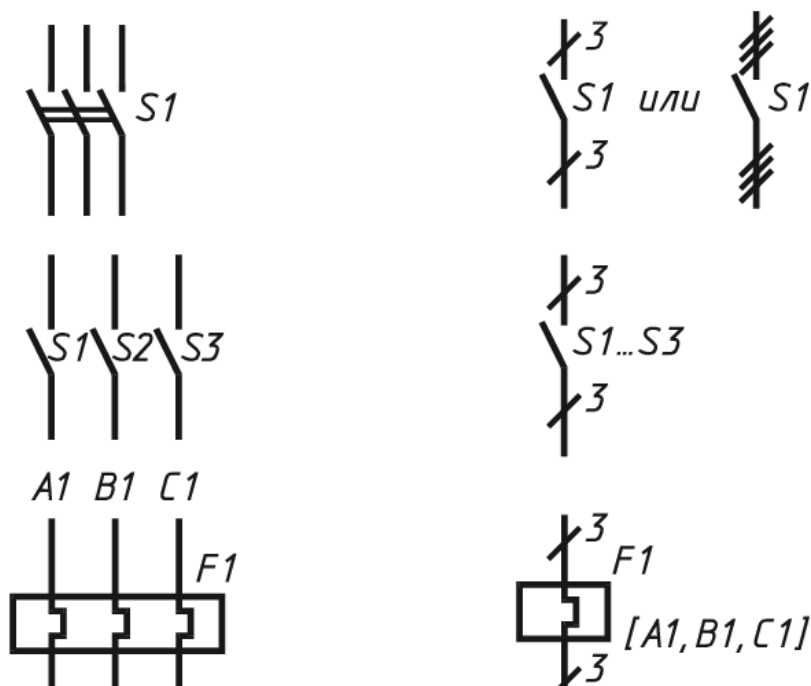 S1
3
S1 или S1
3
S1 S2 S3
3
S1...S3
3
A1 B1 C1
F1
3
F1
[A1, B1, C1]
3